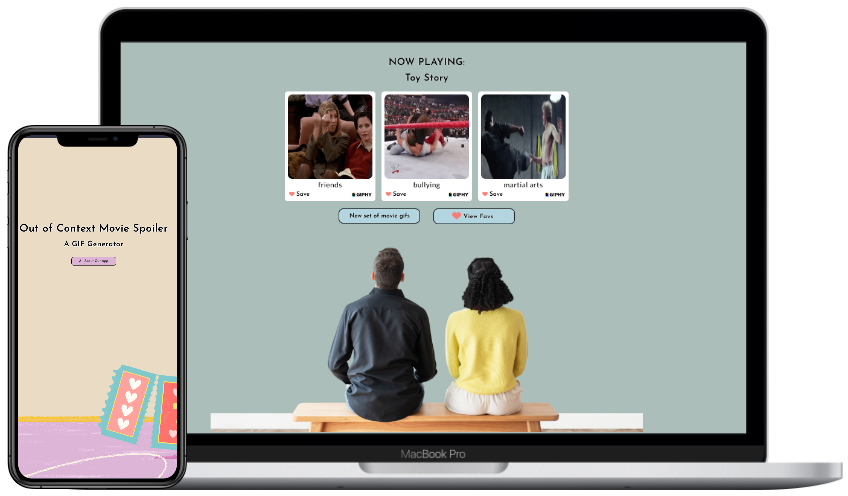 NOW PLAYING:
Toy Story
friends
Save
GIPHY
bullying
Save
GIPHY
martial arts
Save
GIPHY
New set of movie gifs
View Favs
Out of Context Movie Spoiler
A GIF Generator
MacBook Pro